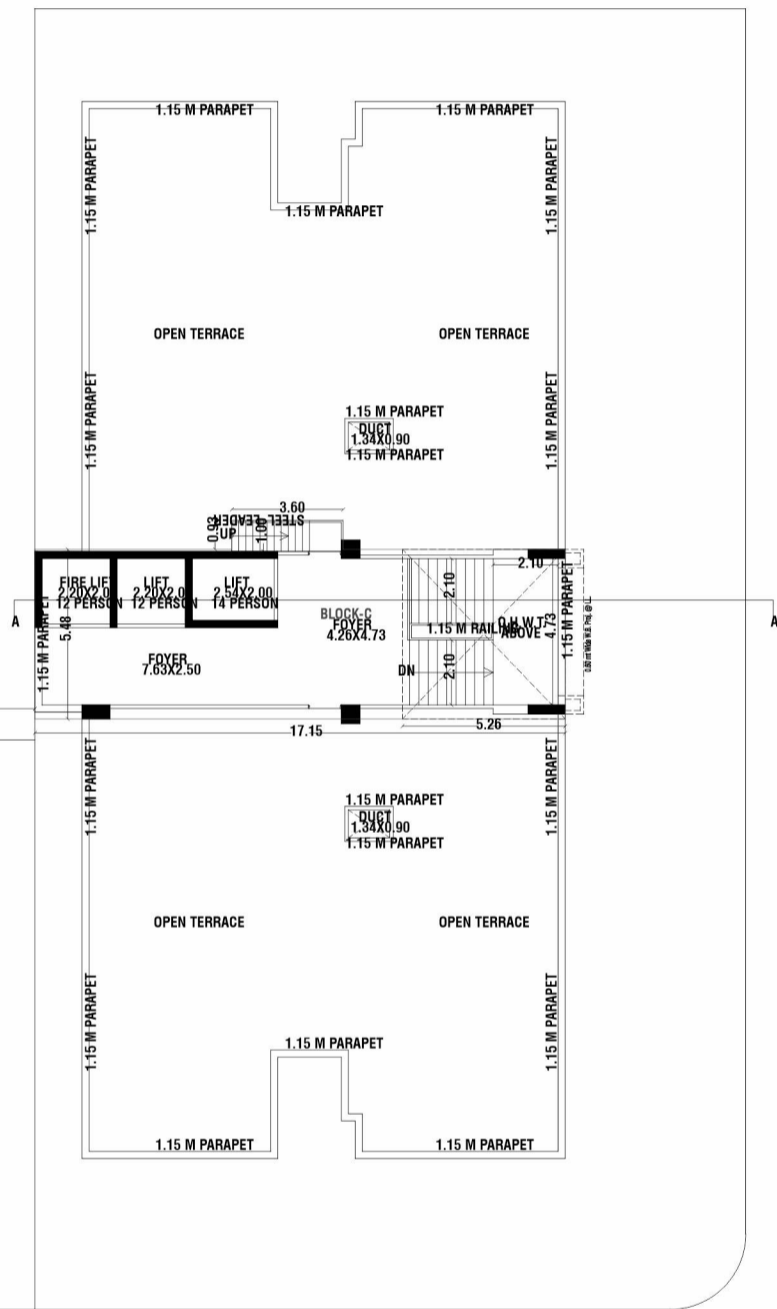 1.15 M PARAPET
1.15 M PARAPET
1.15 M PARAPET
1.15 M PARAPET
1.15 M PARAPET
OPEN TERRACE
OPEN TERRACE
1.15 M PARAPET
1.15 M PARAPET
1.15 M PARAPET
DUCT
1.34X0.90
1.15 M PARAPET
3.60
STEEL LEADER
0.93
UP
1.00
FIRE LIFT
2.20X2.00
12 PERSON
LIFT
2.20X2.00
12 PERSON
LIFT
2.54X2.00
14 PERSON
BLOCK-C
FOYER
4.26X4.73
2.10
2.10
1.15 M RAILING
O.H.W.T.
ABOVE
4.73
1.15 M PARAPET
A
A
1.15 M PARAPET
5.48
FOYER
7.63X2.50
DN
2.10
5.26
17.15
1.15 M PARAPET
1.15 M PARAPET
1.15 M PARAPET
DUCT
1.34X0.90
1.15 M PARAPET
OPEN TERRACE
OPEN TERRACE
1.15 M PARAPET
1.15 M PARAPET
1.15 M PARAPET
1.15 M PARAPET
1.15 M PARAPET